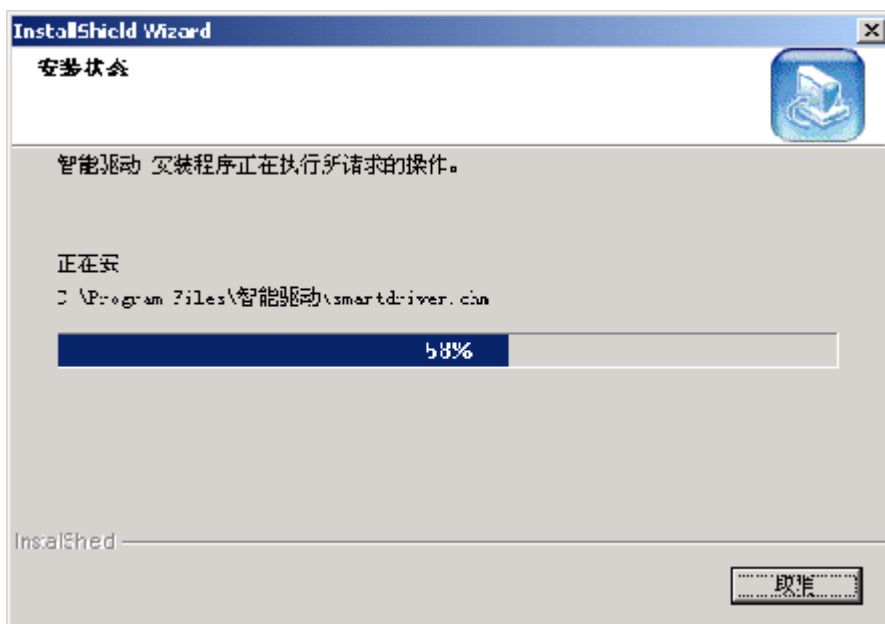 InstallShield Wizard
安装状态
智能驱动 安装程序正在执行所请求的操作。
正在安
C:\Program Files\智能驱动\smartdriver.chm
58%
InstallShield
取消